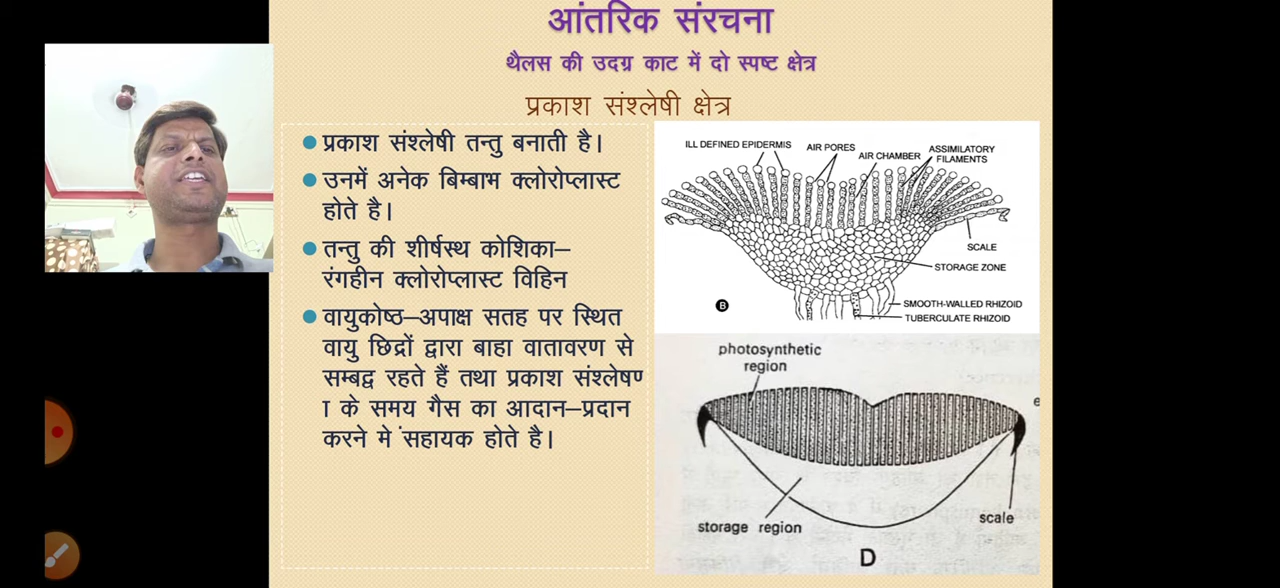 आंतरिक संरचना
थैलस की उदग्र काट में दो स्पष्ट क्षेत्र
प्रकाश संश्लेषी क्षेत्र
प्रकाश संश्लेषी तन्तु बनाती है।
उनमें अनेक बिम्बाभ क्लोरोप्लास्ट
होते है।
तन्तु की शीर्षस्थ कोशिका–
रंगहीन क्लोरोप्लास्ट विहिन
वायुकोष्ठ–अपाक्ष सतह पर स्थित
वायु छिद्रों द्वारा बाहा वातावरण से
सम्बद्व रहते हैं तथा प्रकाश संश्लेषण
ा के समय गैस का आदान–प्रदान
करने मे ंसहायक होते है।
ILL DEFINED EPIDERMIS
AIR PORES
AIR CHAMBER
ASSIMILATORY
FILAMENTS
SCALE
STORAGE ZONE
SMOOTH-WALLED RHIZOID
TUBERCULATE RHIZOID
B
photosynthetic
region
storage region
scale
D